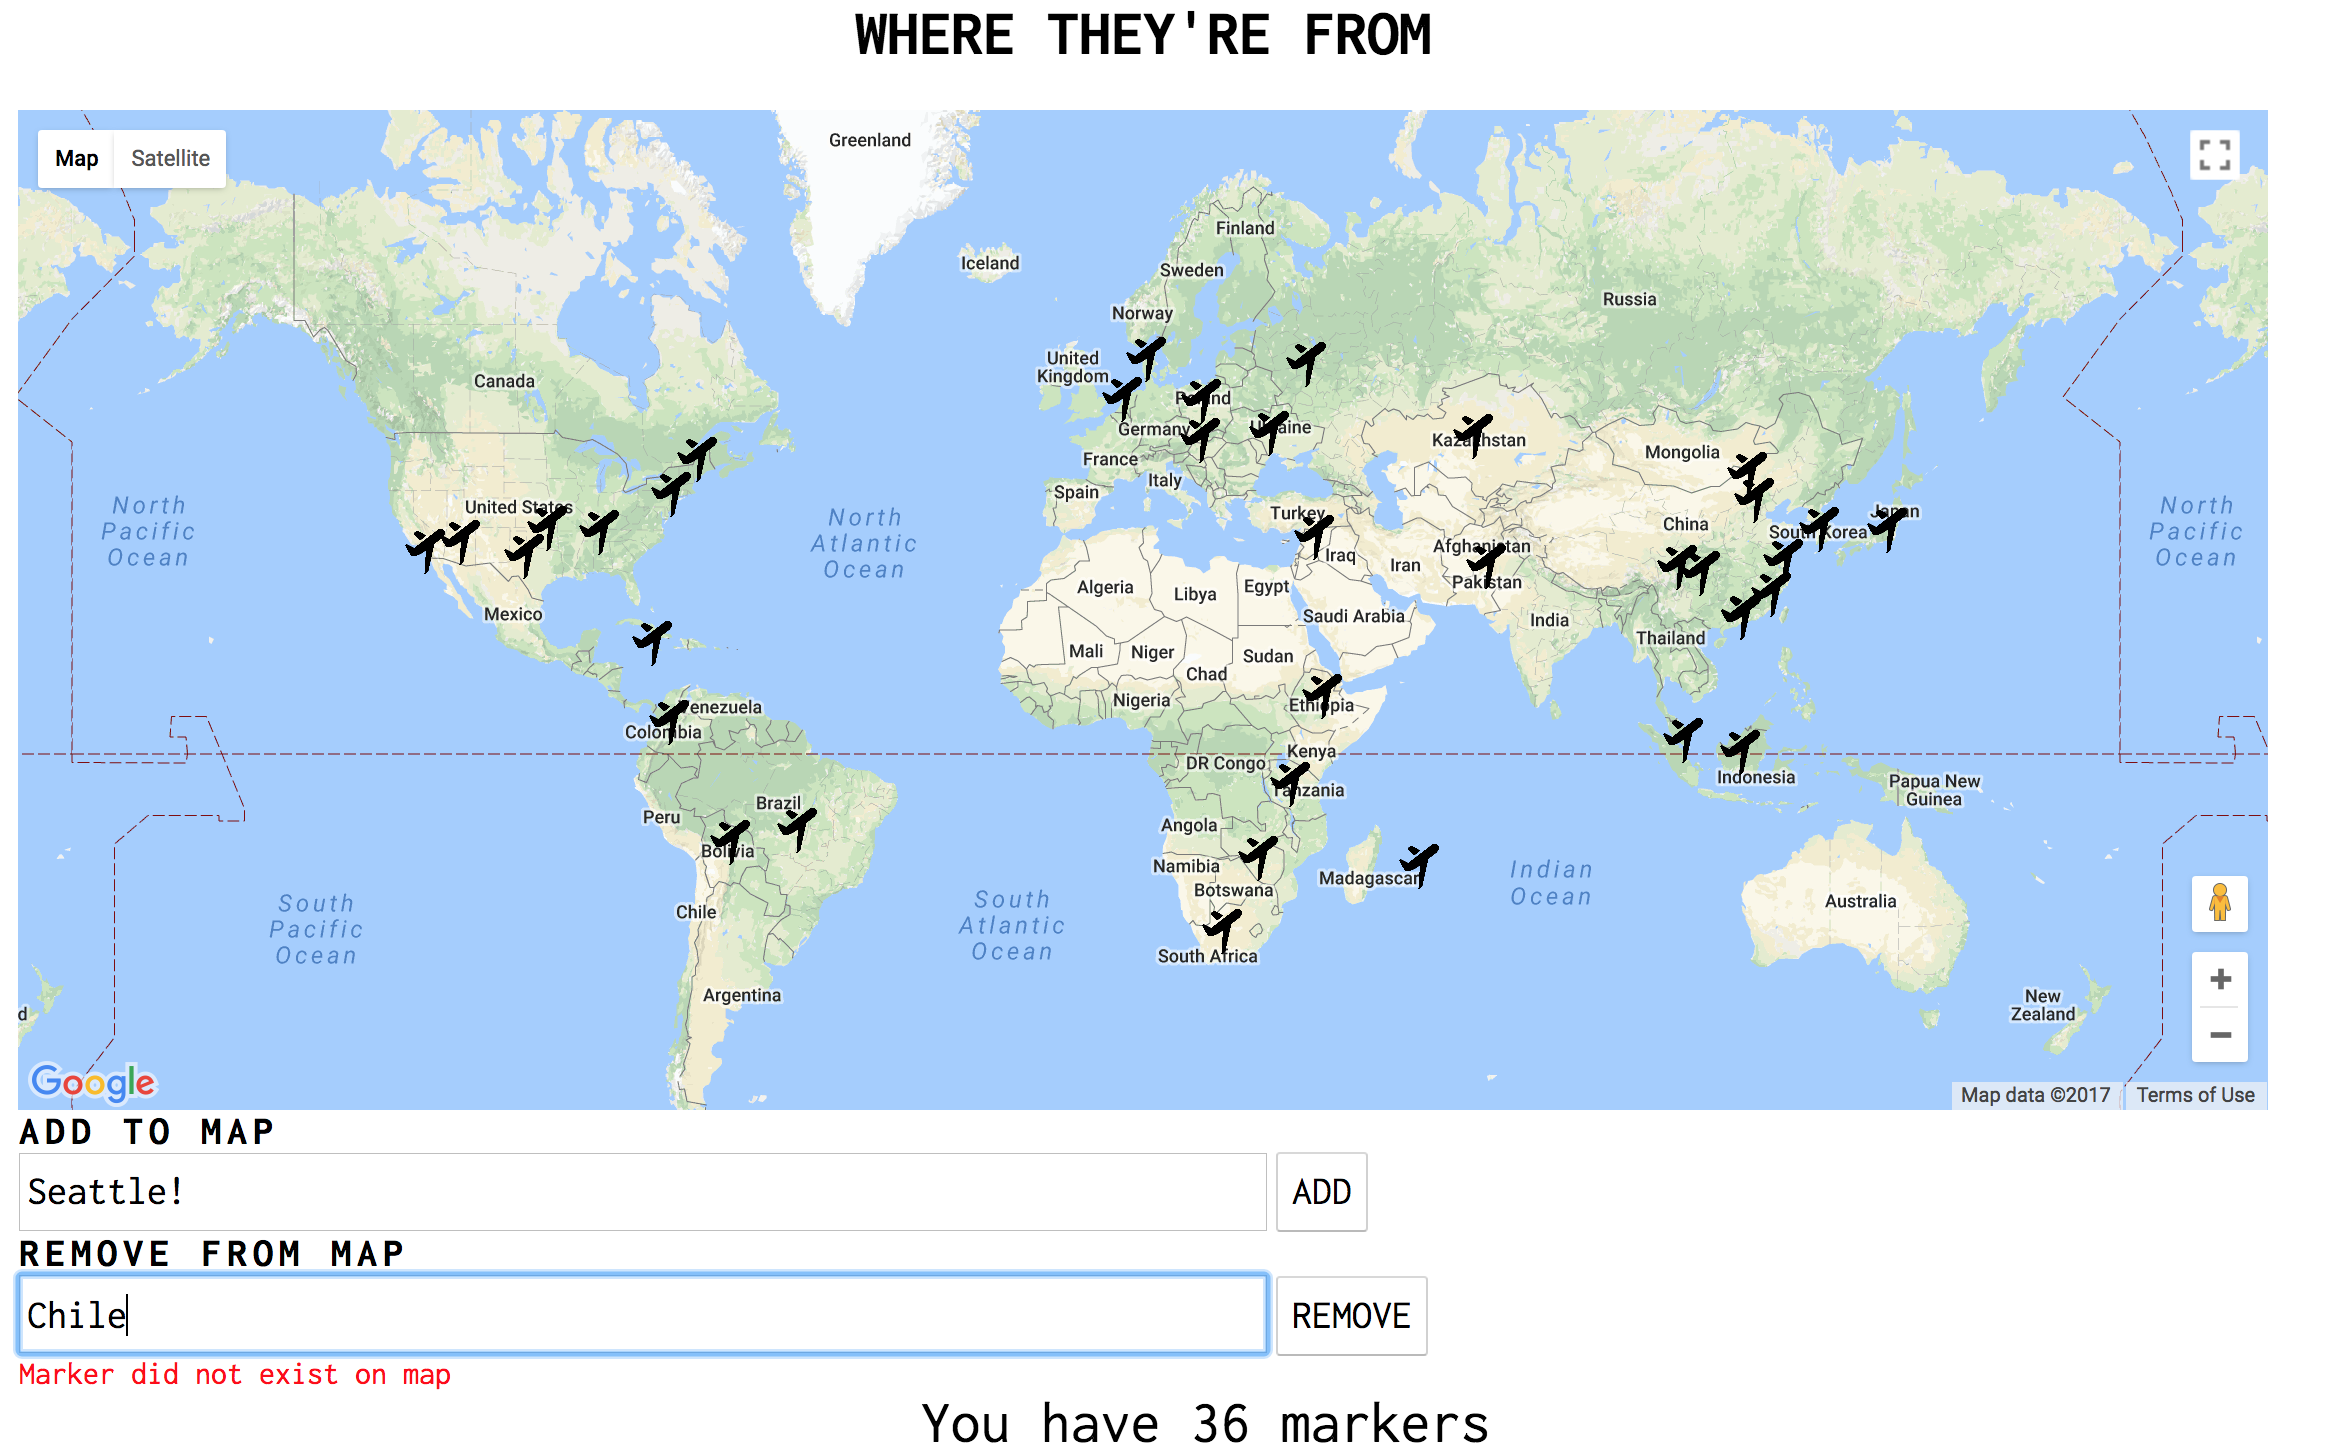 WHERE THEY'RE FROM
Map
Satellite
Greenland
Finland
Iceland
Sweden
Russia
Norway
United
Kingdom
Canada
Poland
Ukraine
Germany
Kazakhstan
France
Mongolia
Italy
Spain
North
Pacific
Ocean
United States
North
Atlantic
Ocean
Turkey
China
Japan
South Korea
North
Pacific
Ocean
Afghanistan
Iraq
Iran
Pakistan
Algeria
Libya
Egypt
Mexico
Saudi Arabia
India
Thailand
Mali
Niger
Sudan
Chad
Nigeria
Ethiopia
Venezuela
Colombia
Kenya
DR Congo
Indonesia
Tanzania
Papua New
Guinea
Brazil
Peru
Angola
Bolivia
Namibia
Madagascar
Indian
Ocean
Botswana
Australia
South
Pacific
Ocean
Chile
South
Atlantic
Ocean
South Africa
Argentina
New
Zealand
d
Google
Map data ©2017
Terms of Use
ADD TO MAP
Seattle!
ADD
REMOVE FROM MAP
Chile
REMOVE
Marker did not exist on map
You have 36 markers